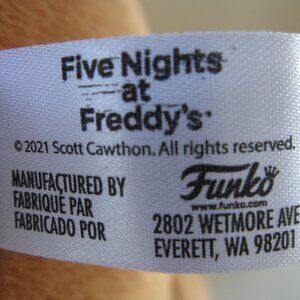 Five Nights
at
Freddy's
© 2021 Scott Cawthon. All rights reserved.
MANUFACTURED BY
FABRIQUÉ PAR
FABRICADO POR
Funko
www.funko.com
2802 WETMORE AVE
EVERETT, WA 98201